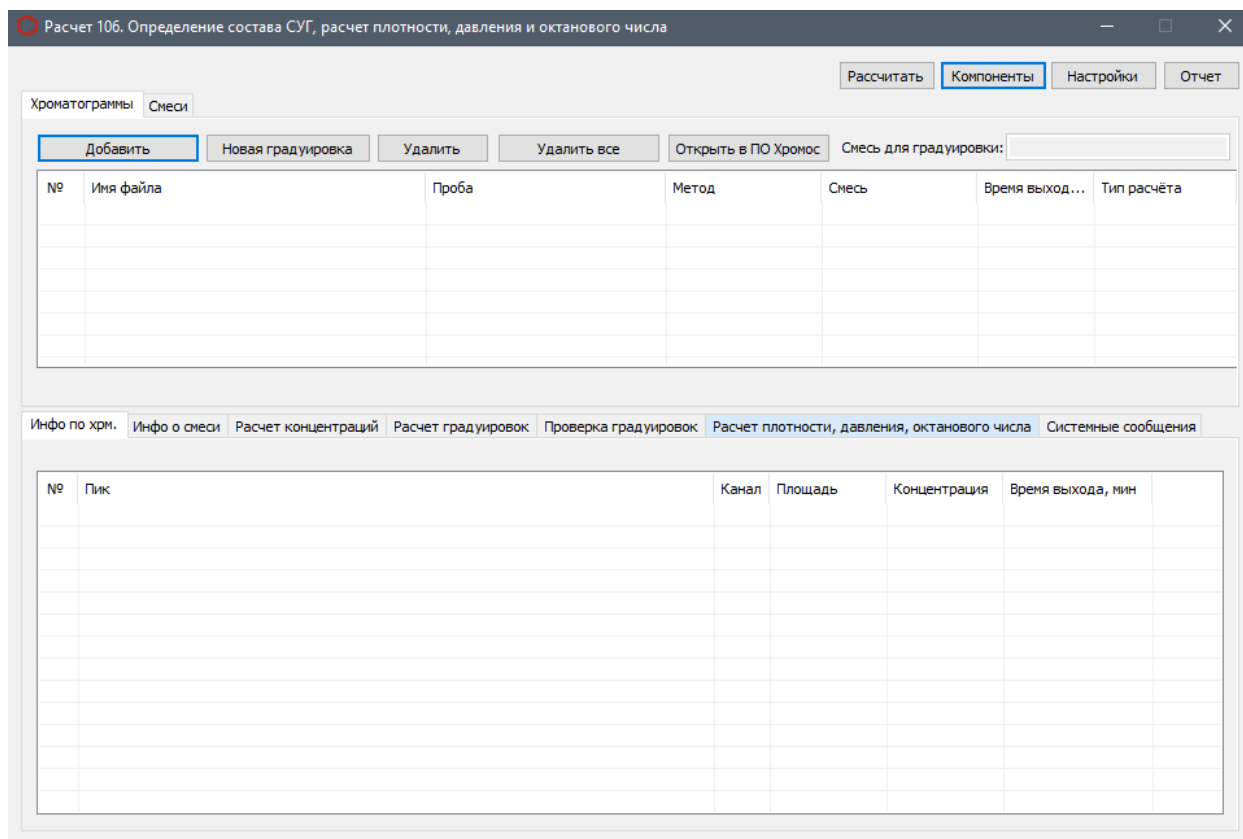 Расчет 106. Определение состава СУГ, расчет плотности, давления и октанового числа
Рассчитать Компоненты Настройки Отчет
Хроматограммы Смеси
Добавить Новая градуировка Удалить Удалить все Открыть в ПО Хромос Смесь для градуировки:
№ Имя файла Проба Метод Смесь Время выход... Тип расчёта
Инфо по хрм. Инфо о смеси Расчет концентраций Расчет градуировок Проверка градуировок Расчет плотности, давления, октанового числа Системные сообщения
№ Пик Канал Площадь Концентрация Время выхода, мин